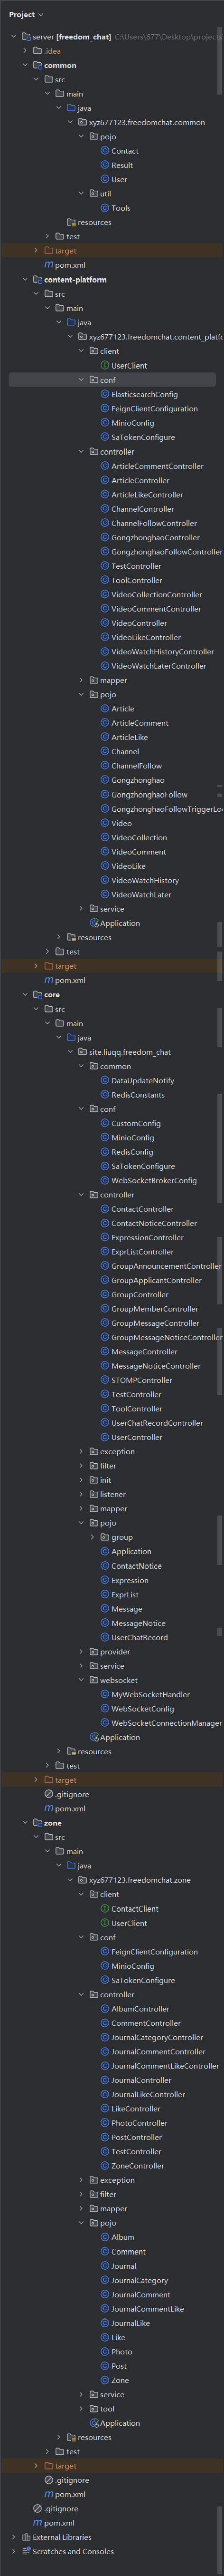 Project
server [freedom_chat] C:\Users\677\Desktop\projects
.idea
common
src
main
java
xyz677123.freedomchat.common
pojo
Contact
Result
User
util
Tools
resources
test
target
pom.xml
content-platform
src
main
java
xyz677123.freedomchat.content_platfo
client
UserClient
conf
ElasticsearchConfig
FeignClientConfiguration
MinioConfig
SaTokenConfigure
controller
ArticleCommentController
ArticleController
ArticleLikeController
ChannelController
ChannelFollowController
GongzhonghaoController
GongzhonghaoFollowController
TestController
ToolController
VideoCollectionController
VideoCommentController
VideoController
VideoLikeController
VideoWatchHistoryController
VideoWatchLaterController
mapper
pojo
Article
ArticleComment
ArticleLike
Channel
ChannelFollow
Gongzhonghao
GongzhonghaoFollow
GongzhonghaoFollowTriggerLo
Video
VideoCollection
VideoComment
VideoLike
VideoWatchHistory
VideoWatchLater
service
Application
resources
test
target
pom.xml
core
src
main
java
site.liuqq.freedom_chat
common
DataUpdateNotify
RedisConstants
conf
CustomConfig
MinioConfig
RedisConfig
SaTokenConfigure
WebSocketBrokerConfig
controller
ContactController
ContactNoticeController
ExpressionController
ExprListController
GroupAnnouncementController
GroupApplicantController
GroupController
GroupMemberController
GroupMessageController
GroupMessageNoticeController
MessageController
MessageNoticeController
STOMPController
TestController
ToolController
UserChatRecordController
UserController
exception
filter
init
listener
mapper
pojo
group
Application
ContactNotice
Expression
ExprList
Message
MessageNotice
UserChatRecord
provider
service
websocket
MyWebSocketHandler
WebSocketConfig
WebSocketConnectionManager
Application
resources
test
target
.gitignore
pom.xml
zone
src
main
java
xyz677123.freedomchat.zone
client
ContactClient
UserClient
conf
FeignClientConfiguration
MinioConfig
SaTokenConfigure
controller
AlbumController
CommentController
JournalCategoryController
JournalCommentController
JournalCommentLikeController
JournalController
JournalLikeController
LikeController
PhotoController
PostController
TestController
ZoneController
exception
filter
mapper
pojo
Album
Comment
Journal
JournalCategory
JournalComment
JournalCommentLike
JournalLike
Like
Photo
Post
Zone
service
tool
Application
resources
test
target
.gitignore
pom.xml
.gitignore
pom.xml
External Libraries
Scratches and Consoles